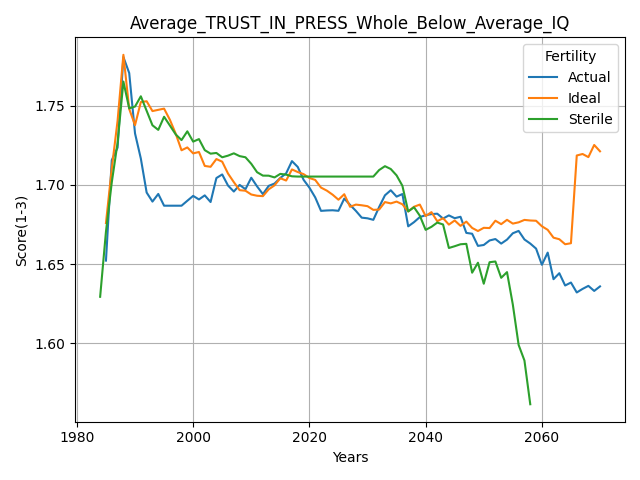 Average_TRUST_IN_PRESS_Whole_Below_Average_IQ
Fertility
Actual
Ideal
Sterile
Score(1-3)
1.75
1.70
1.65
1.60
1980
2000
2020
2040
2060
Years